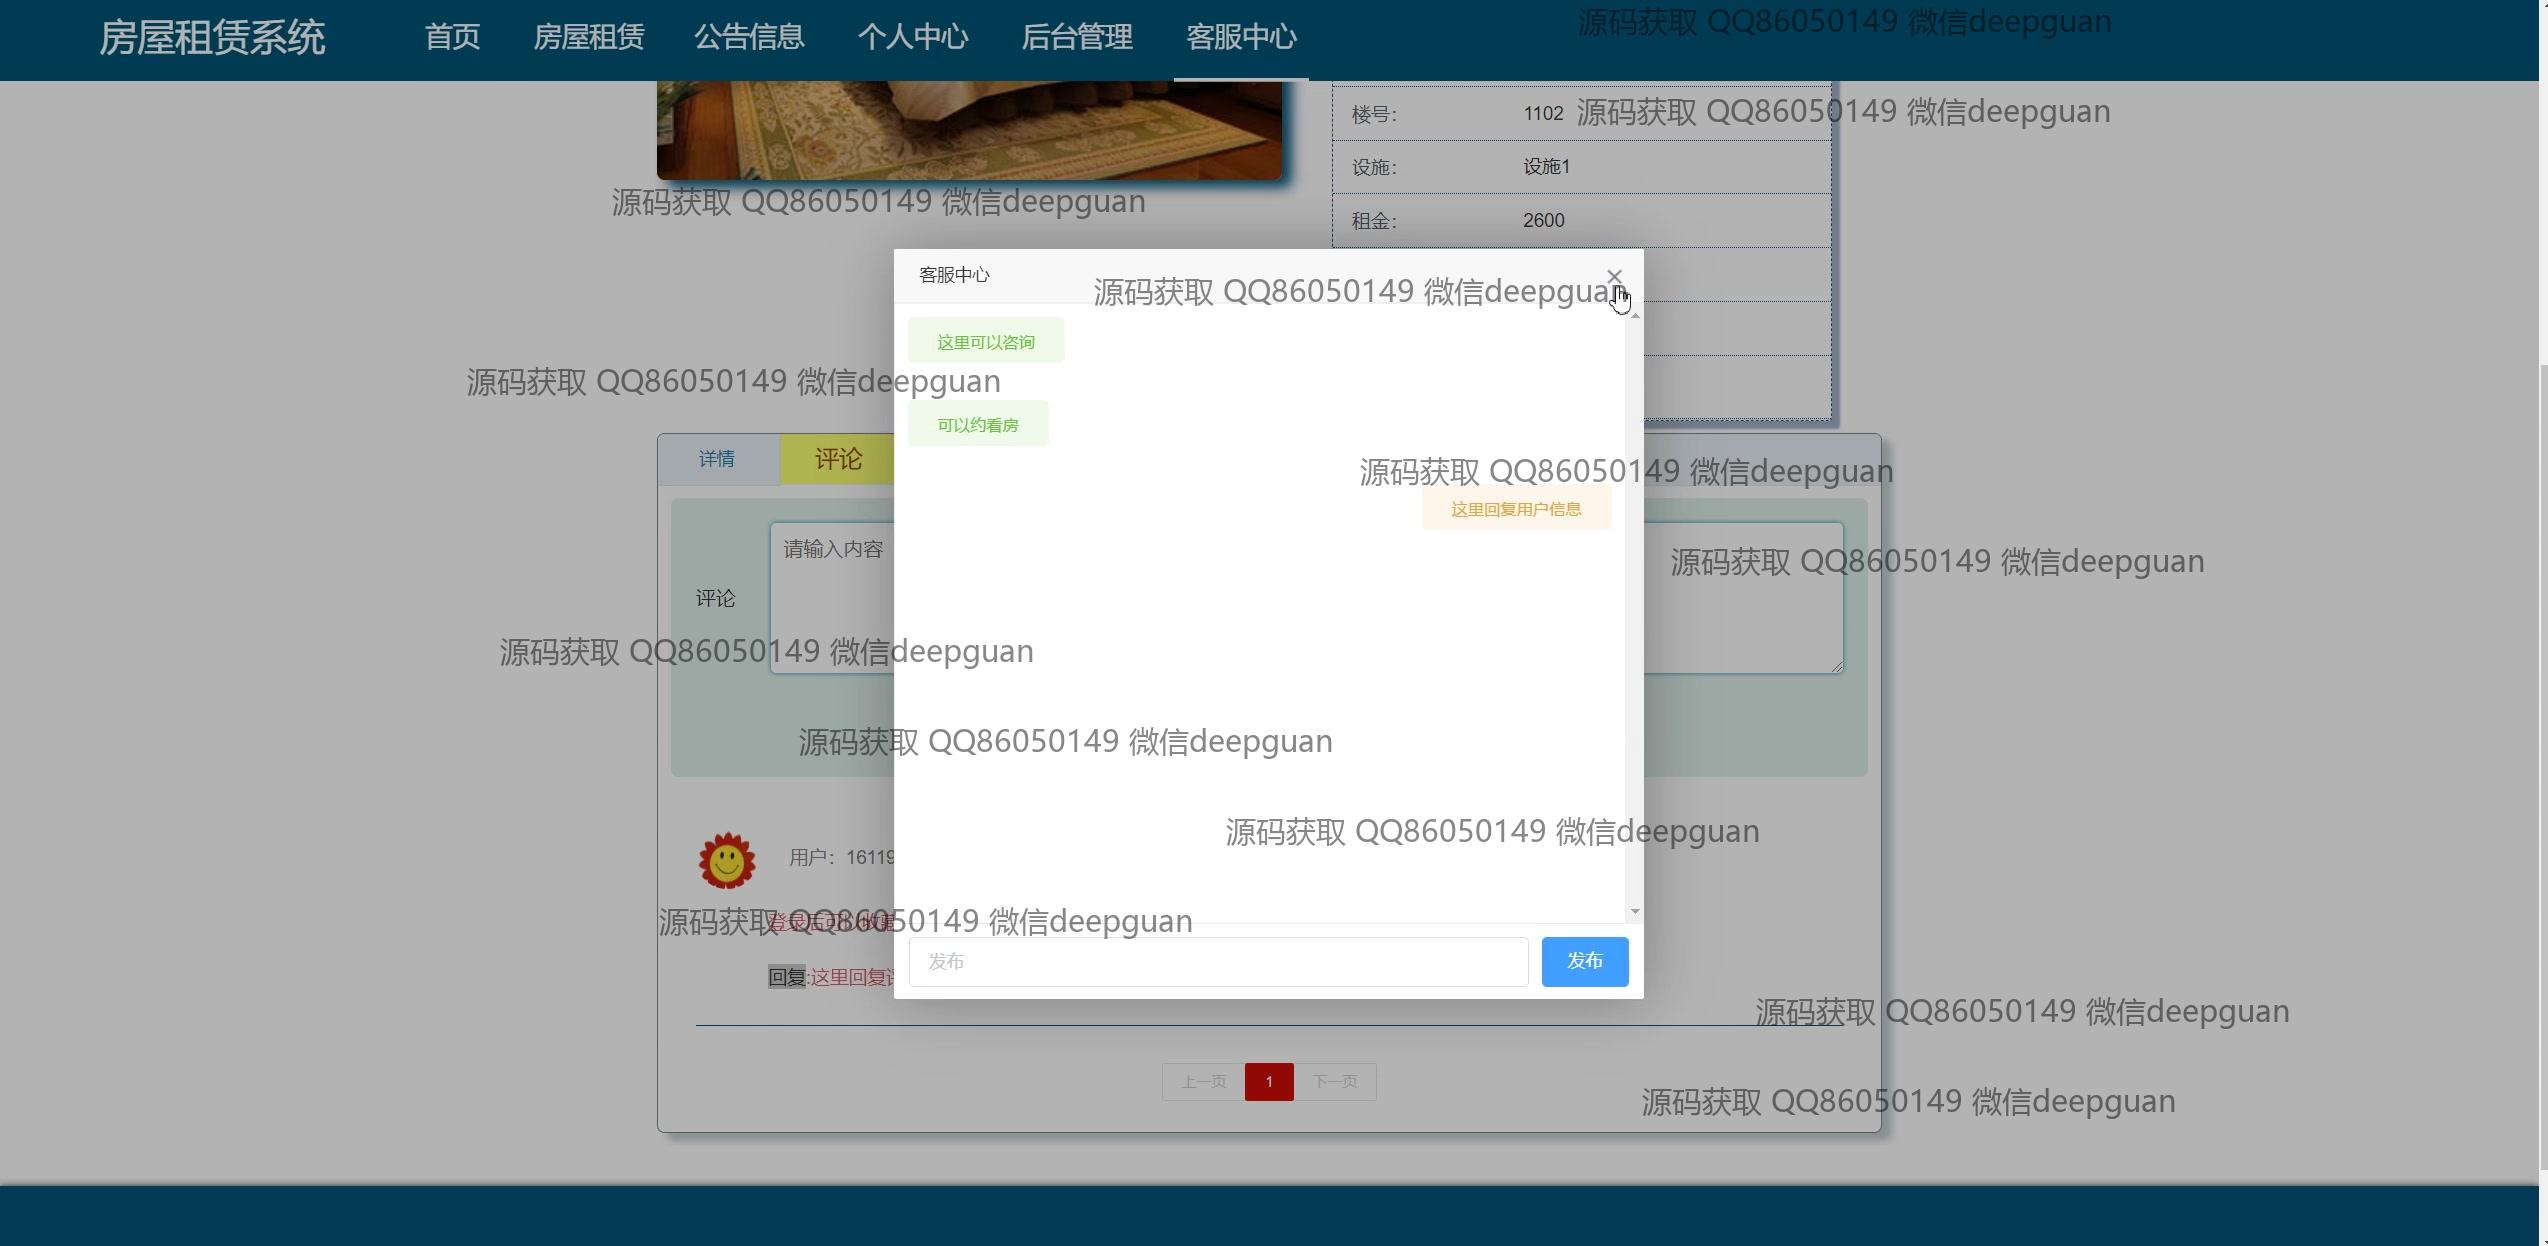 房屋租赁系统 首页 房屋租赁 公告信息 个人中心 后台管理 客服中心 源码获取 QQ86050149 微信deepguan
楼号： 1102 源码获取 QQ86050149 微信deepguan
设施： 设施1
源码获取 QQ86050149 微信deepguan
租金： 2600
客服中心
源码获取 QQ86050149 微信deepguan
这里可以咨询
源码获取 QQ86050149 微信deepguan
可以约看房
详情 评论
源码获取 QQ86050149 微信deepguan
这里回复用户信息
请输入内容
源码获取 QQ86050149 微信deepguan
评论
源码获取 QQ86050149 微信deepguan
源码获取 QQ86050149 微信deepguan
源码获取 QQ86050149 微信deepguan
用户：16119
登录后可以收藏
源码获取 QQ86050149 微信deepguan
发布 发布
回复:这里回复
源码获取 QQ86050149 微信deepguan
上一页 1 下一页
源码获取 QQ86050149 微信deepguan